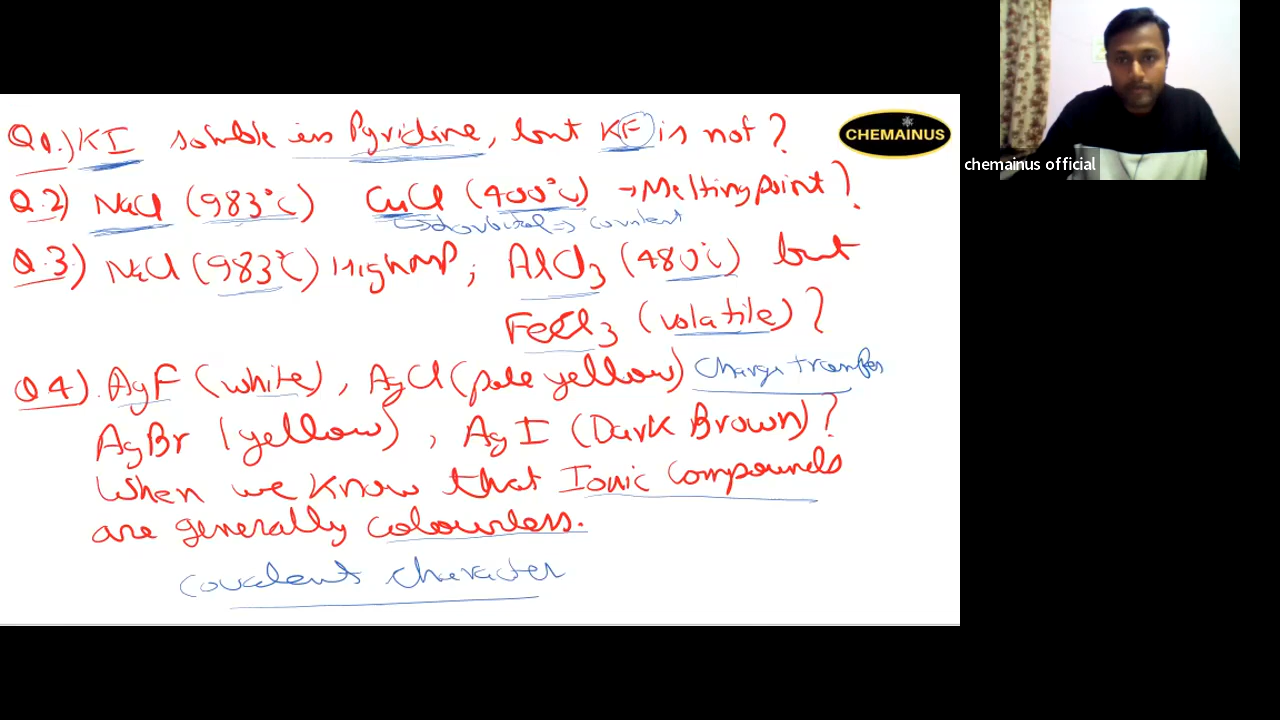 Q1.) KI soluble in Pyridine, but KF is not?
CHEMAINUS
chemainus official
Q.2) NaCl (983°C) CuCl (400°C) → Melting point?
↳ d orbital ⇒ covalent
Q.3.) NaCl (983°C) High MP; AlCl3 (480°C) but
FeCl3 (volatile)?
Q4). AgF (white), AgCl (pale yellow) Charge transfer
AgBr (yellow), AgI (Dark Brown)?
When we know that Ionic compounds
are generally colourless.
covalent character